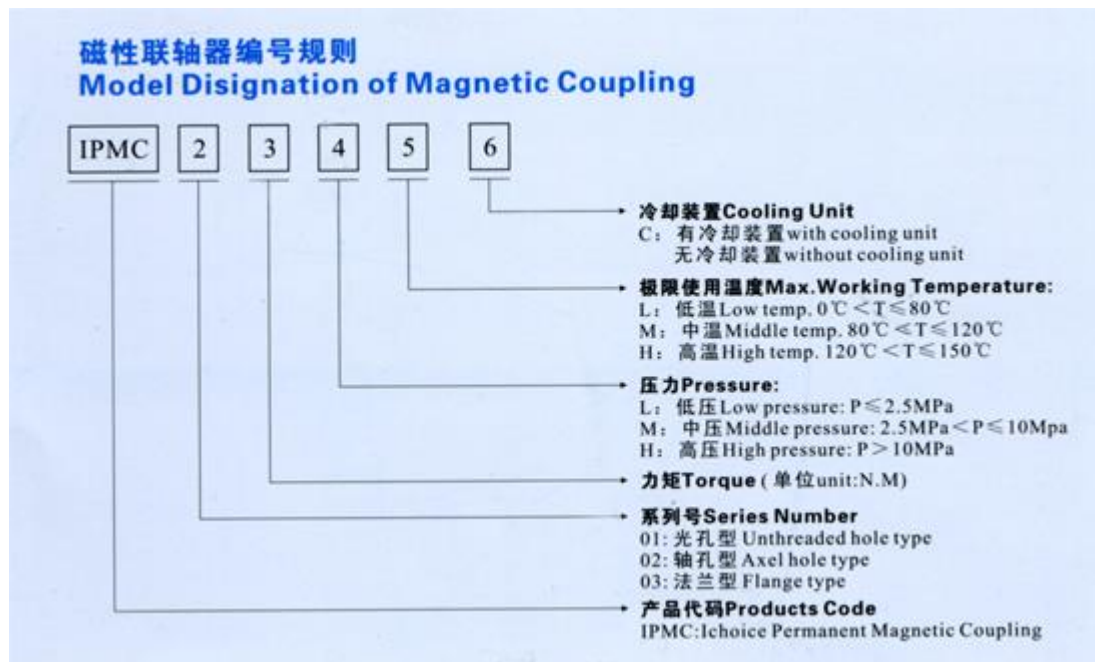 磁性联轴器编号规则
Model Disignation of Magnetic Coupling
IPMC 2 3 4 5 6
冷却装置Cooling Unit
C: 有冷却装置with cooling unit
无冷却装置without cooling unit
极限使用温度Max.Working Temperature:
L: 低温Low temp. 0℃<T≤80℃
M: 中温Middle temp. 80℃<T≤120℃
H: 高温High temp. 120℃<T≤150℃
压力Pressure:
L: 低压Low pressure: P≤2.5MPa
M: 中压Middle pressure: 2.5MPa<P≤10Mpa
H: 高压High pressure: P>10MPa
力矩Torque(单位unit:N.M)
系列号Series Number
01:光孔型 Unthreaded hole type
02:轴孔型 Axel hole type
03:法兰型 Flange type
产品代码Products Code
IPMC:Ichoice Permanent Magnetic Coupling